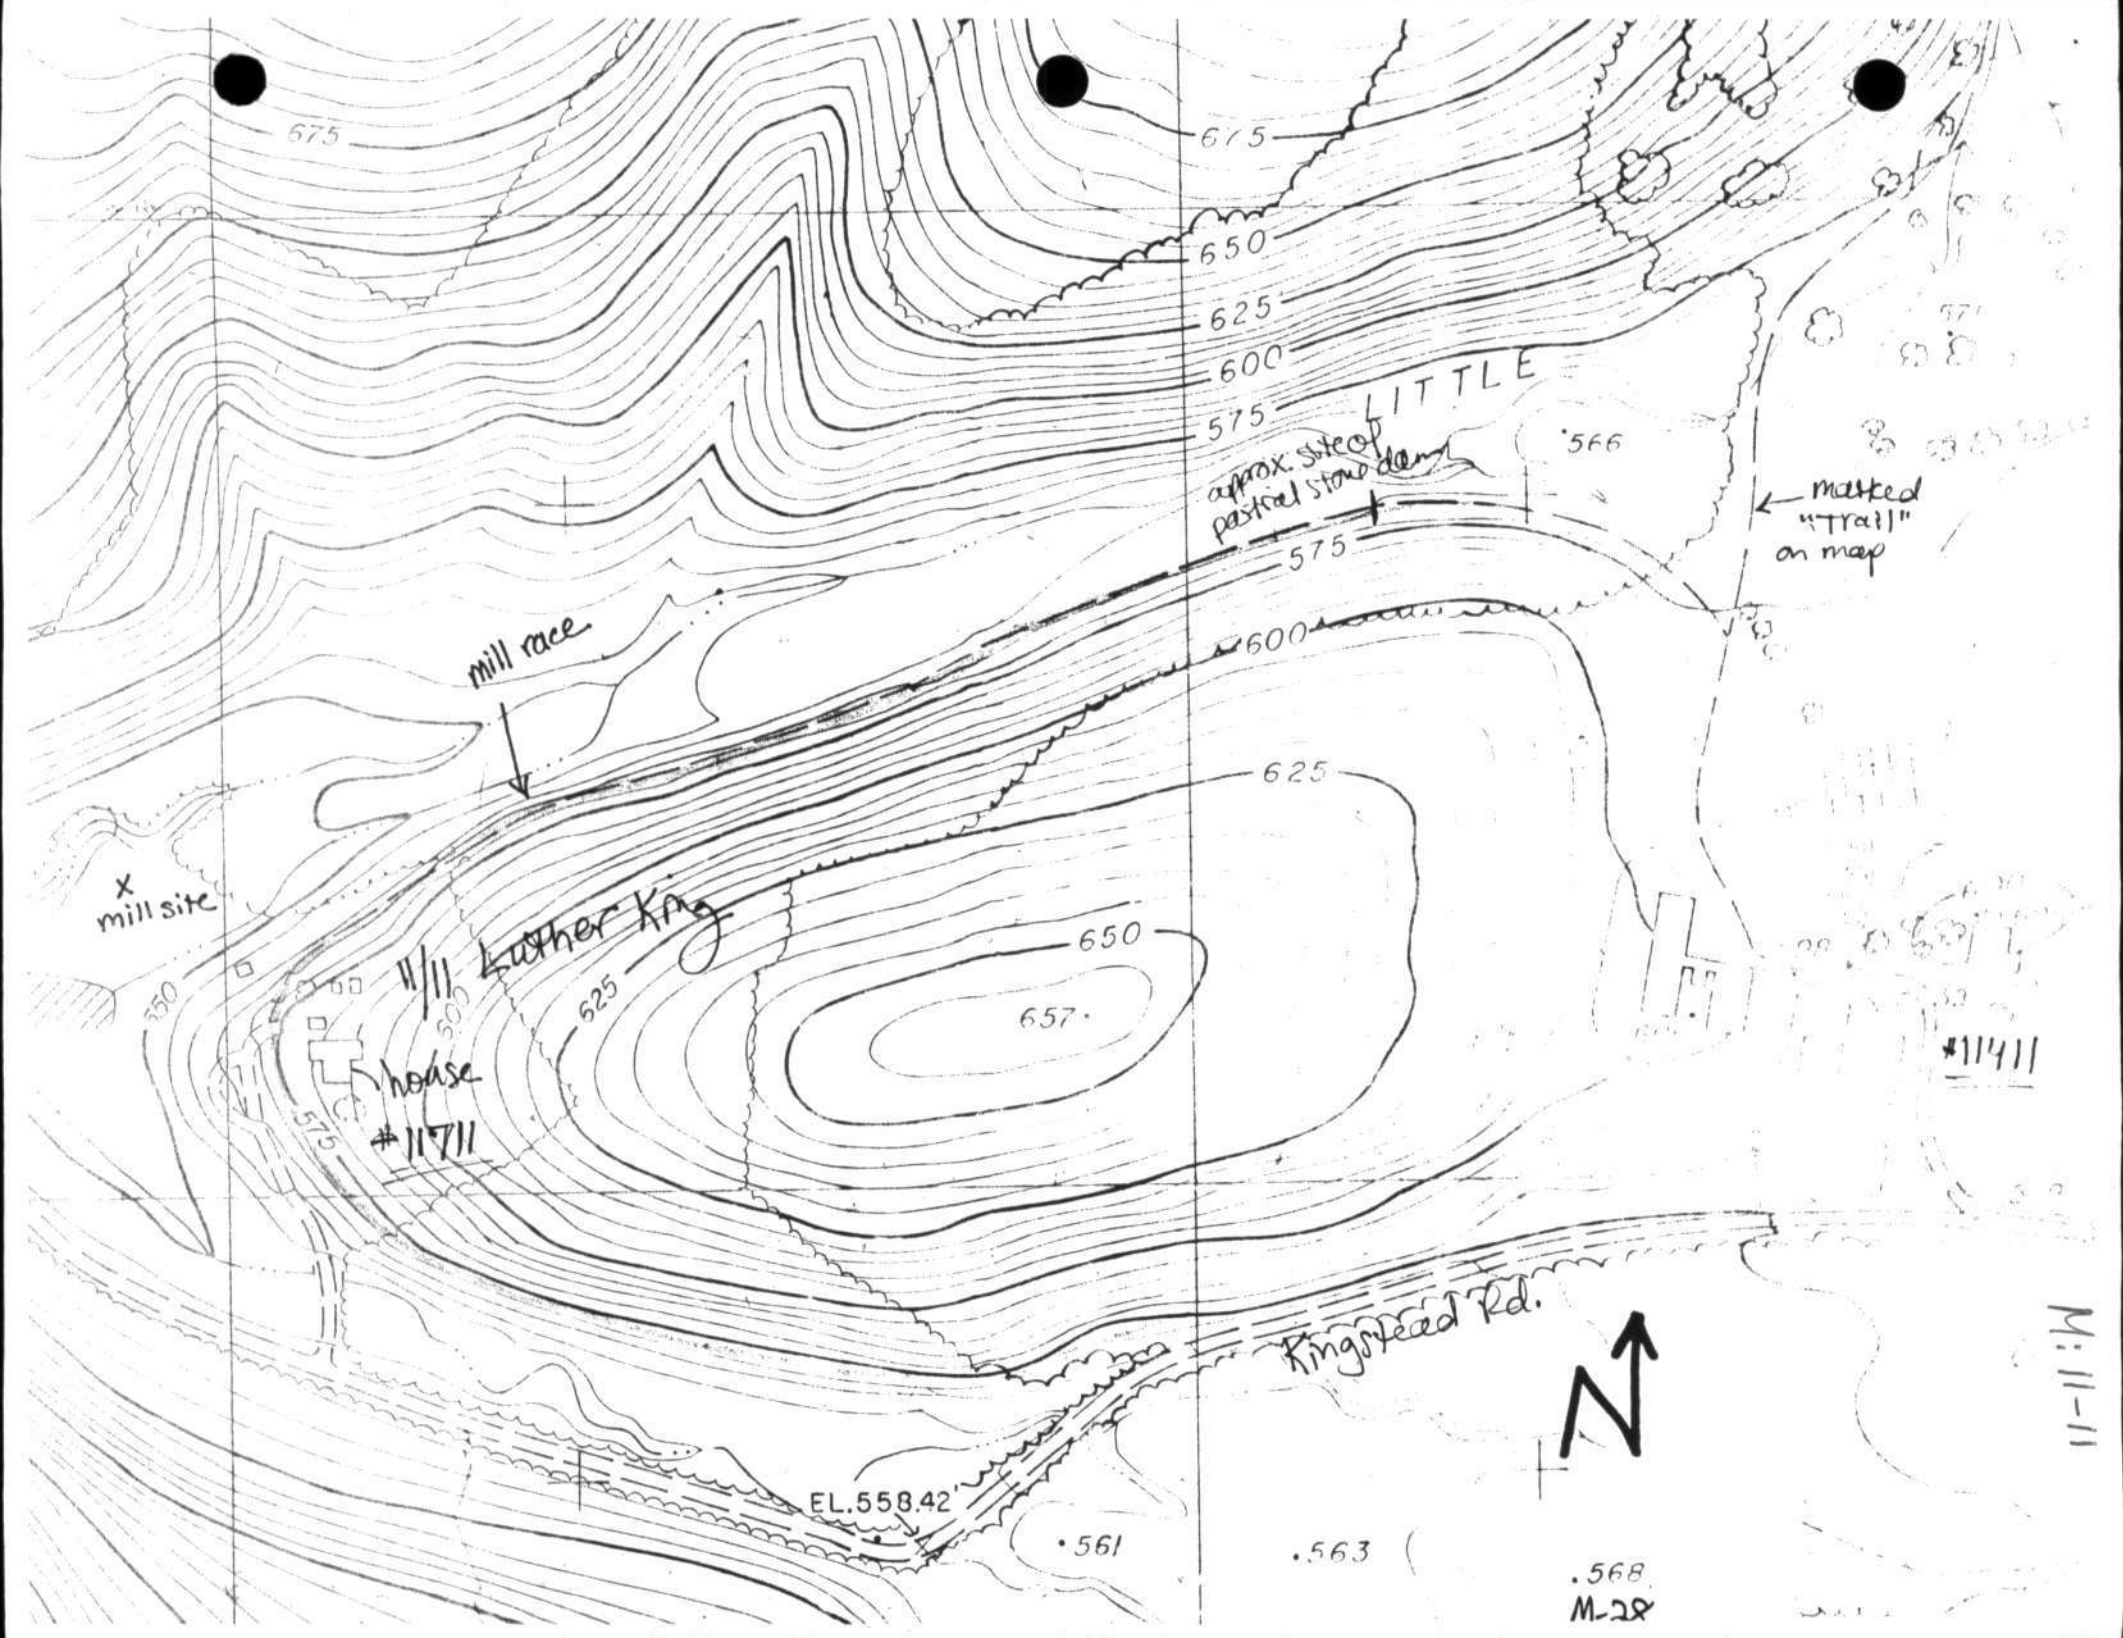 675
675
650
625
600
575
LITTLE
approx. site of
partial stone dam
566
marked
"Trail"
on map
575
600
mill race
625
x
mill site
11/11 Luther King
650
657
625
550
house
#11711
575
#11411
Kingstead Rd.
N
M: 11-11
EL.558.42'
561
563
568
M-28